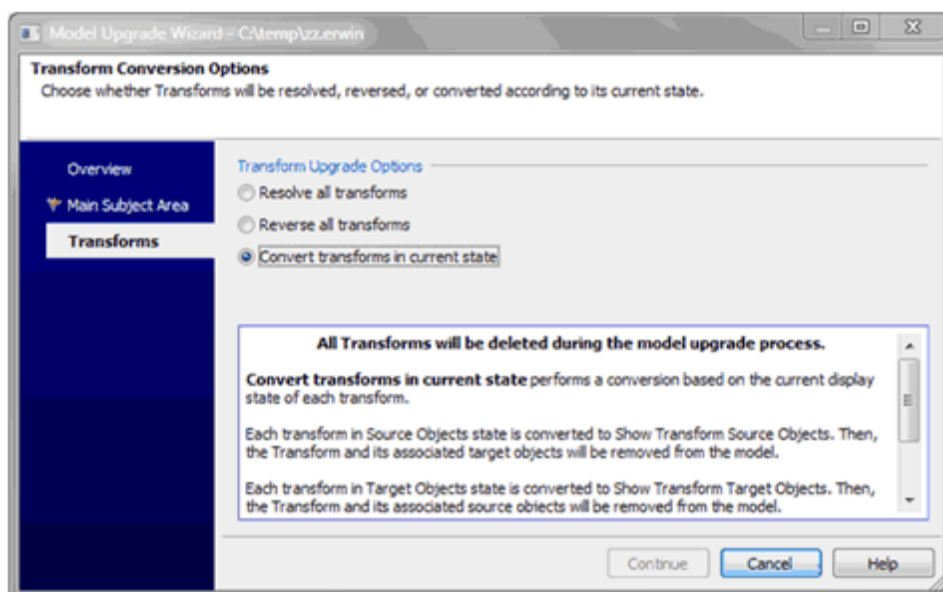 Model Upgrade Wizard - C:\temp\zz.erwin
Transform Conversion Options
Choose whether Transforms will be resolved, reversed, or converted according to its current state.
Overview
Main Subject Area
Transforms
Transform Upgrade Options
Resolve all transforms
Reverse all transforms
Convert transforms in current state
All Transforms will be deleted during the model upgrade process.
Convert transforms in current state performs a conversion based on the current display
state of each transform.
Each transform in Source Objects state is converted to Show Transform Source Objects. Then,
the Transform and its associated target objects will be removed from the model.
Each transform in Target Objects state is converted to Show Transform Target Objects. Then,
the Transform and its associated source objects will be removed from the model.
Continue
Cancel
Help